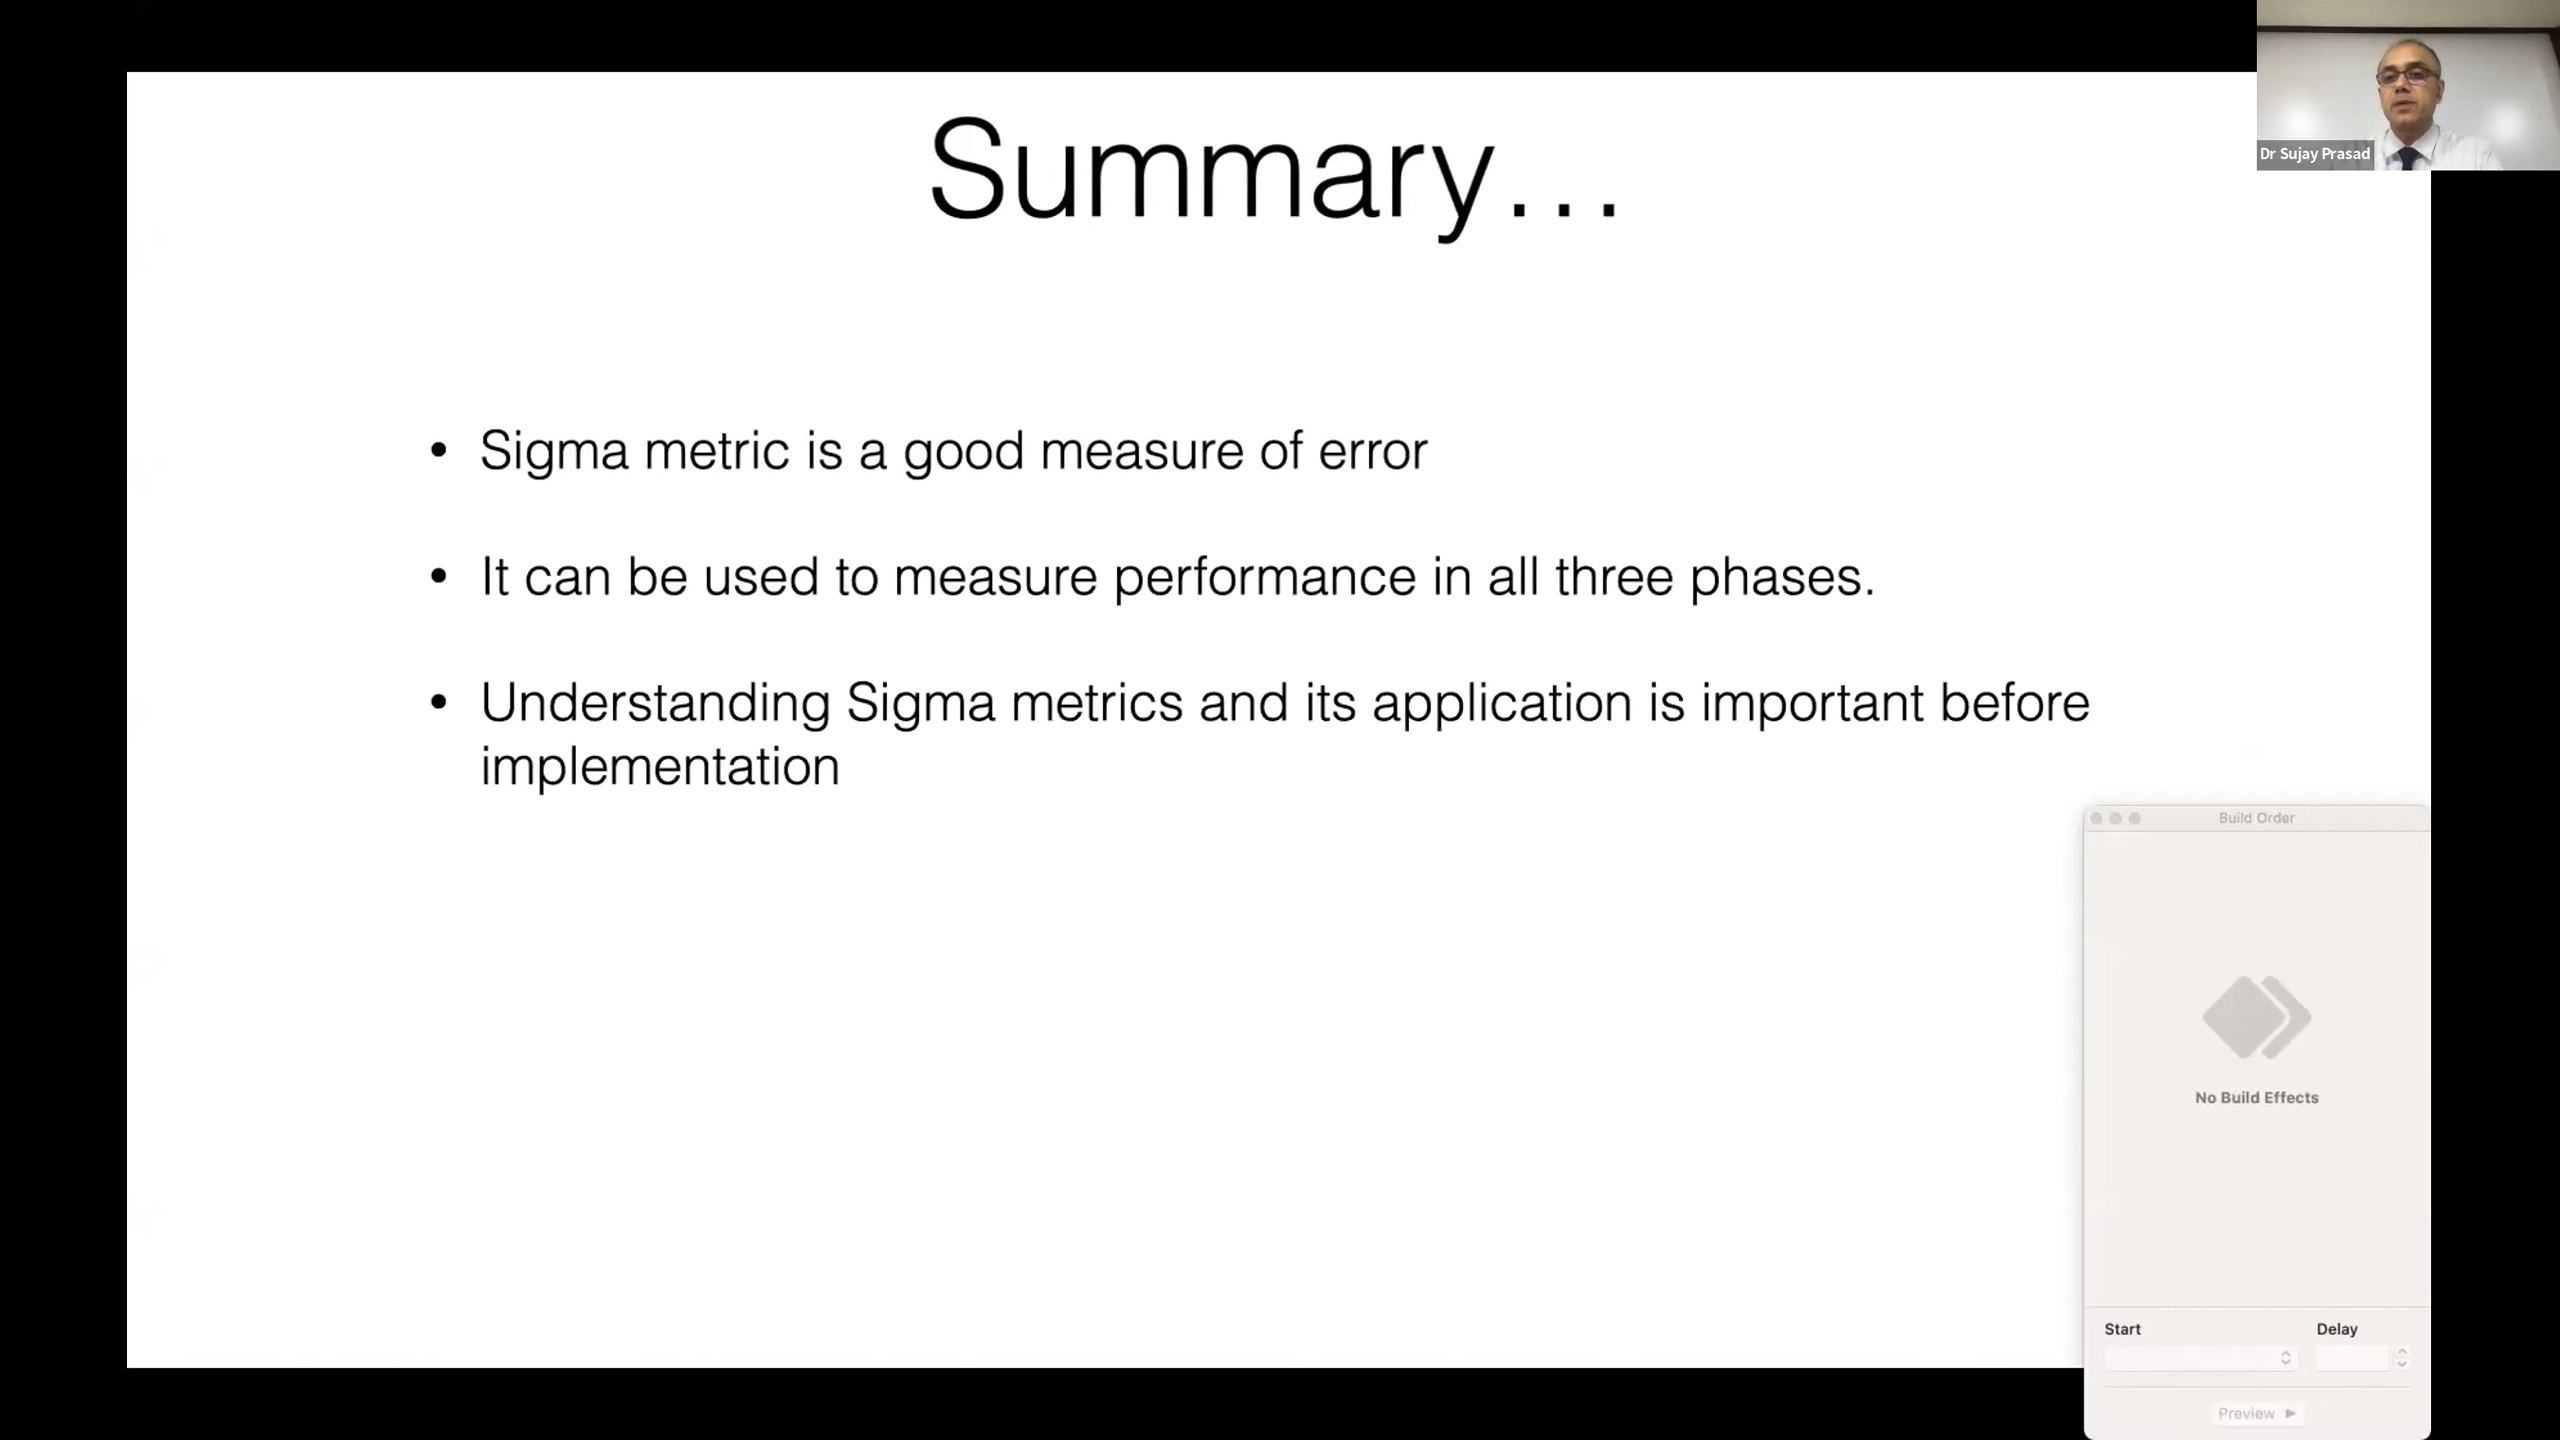 Summary...
Dr Sujay Prasad
• Sigma metric is a good measure of error
• It can be used to measure performance in all three phases.
• Understanding Sigma metrics and its application is important before
implementation
Build Order
No Build Effects
Start Delay
Preview